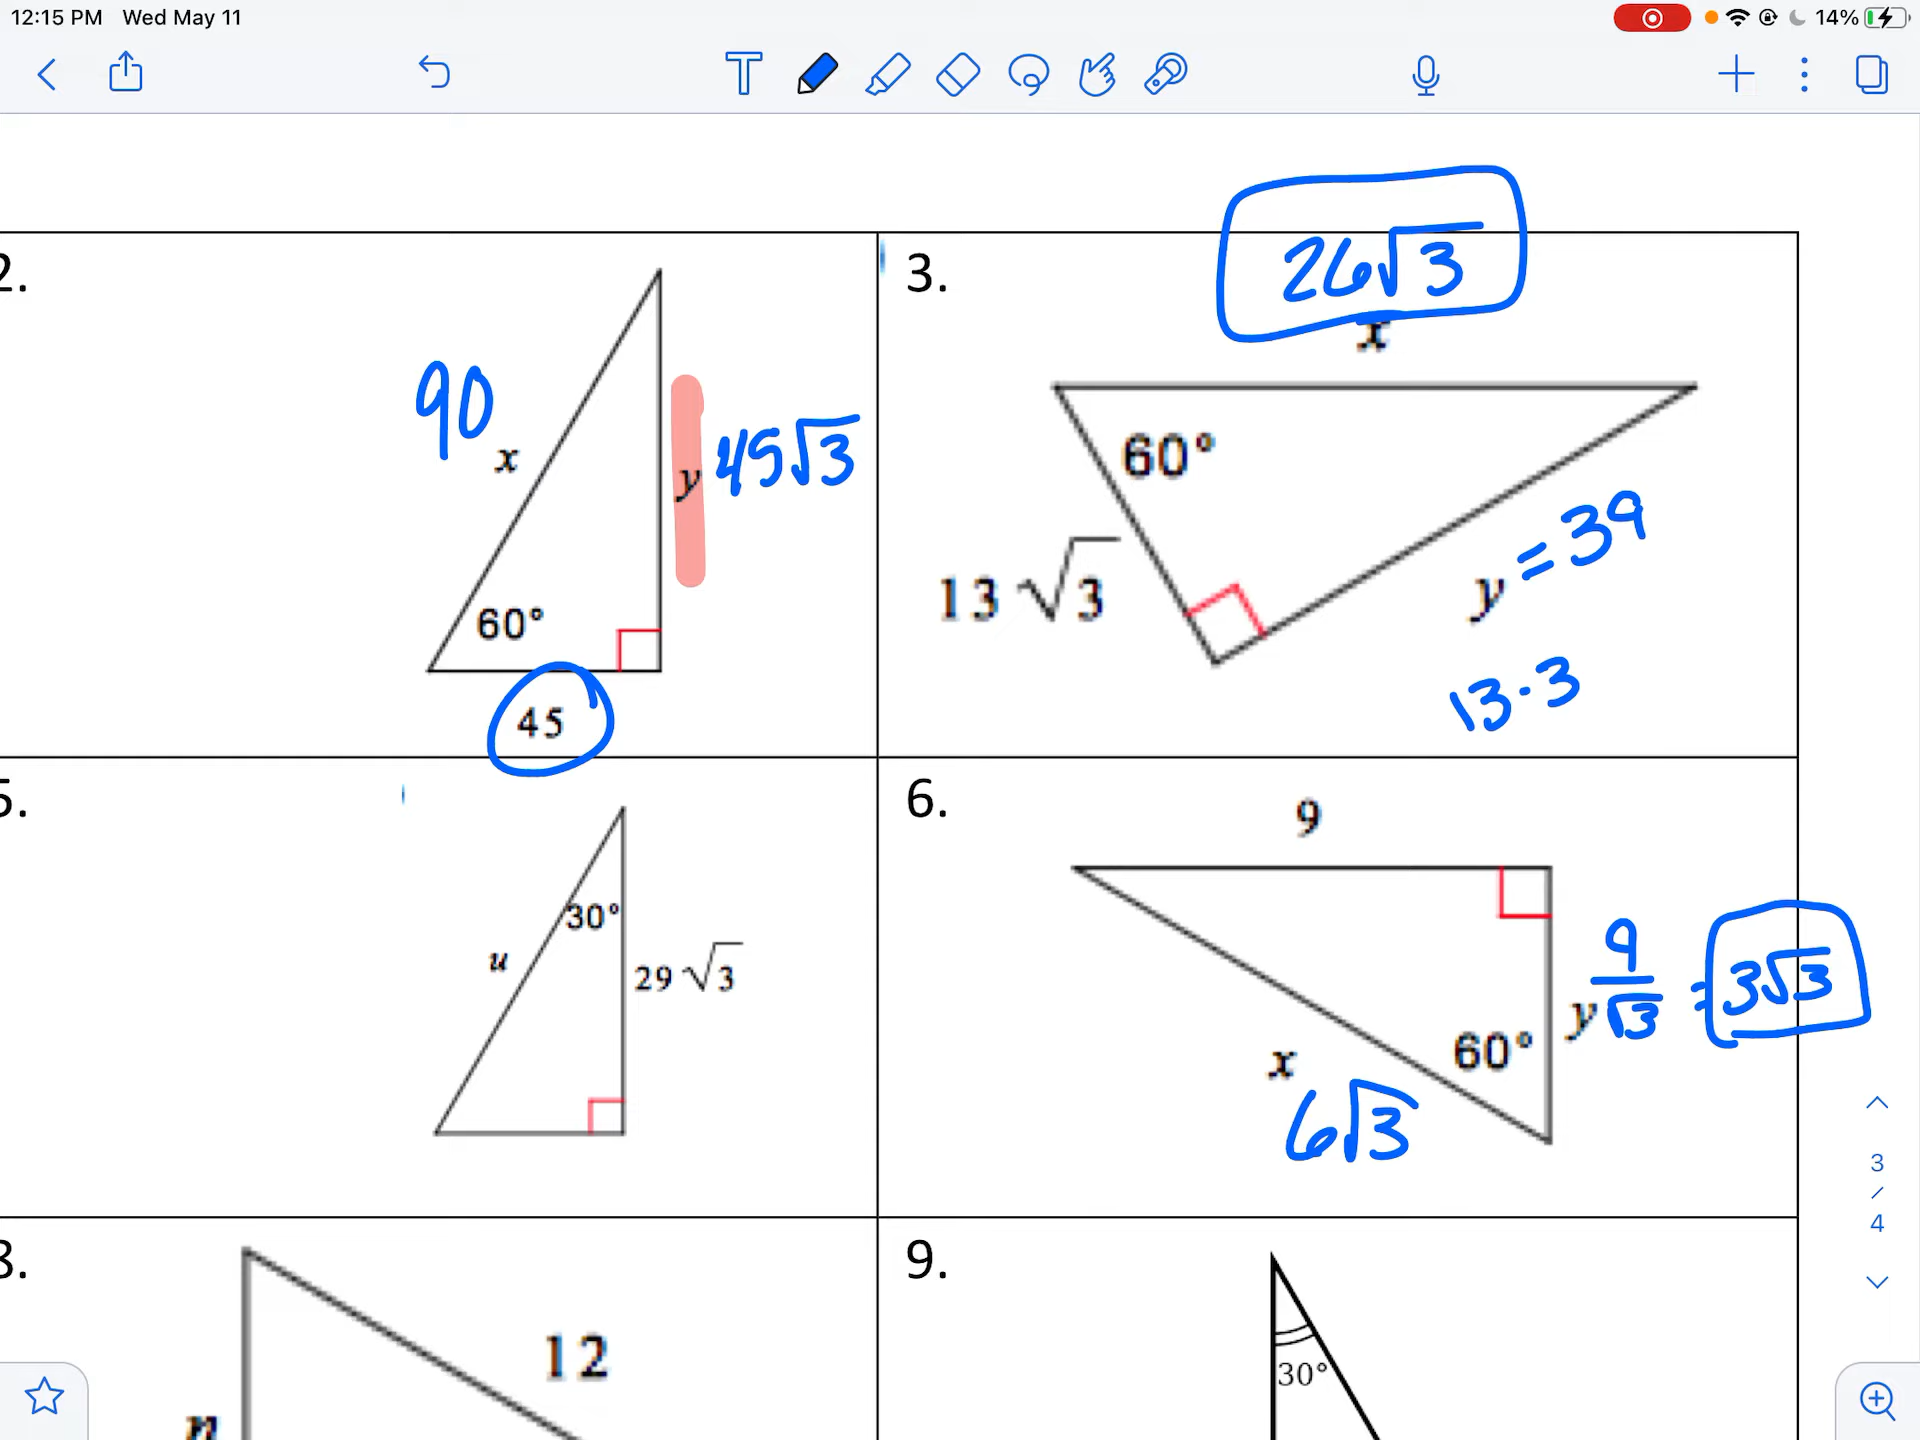 12:15 PM Wed May 11
14%
T
26√3
2.
3.
x
90
x
y 45√3
60°
60°
= 39
13√3
y
60°
45
13·3
5.
6.
9
30°
u
29√3
9/√3 = 3√3
y
60°
x
6√3
3
/
4
8.
9.
12
30°
n